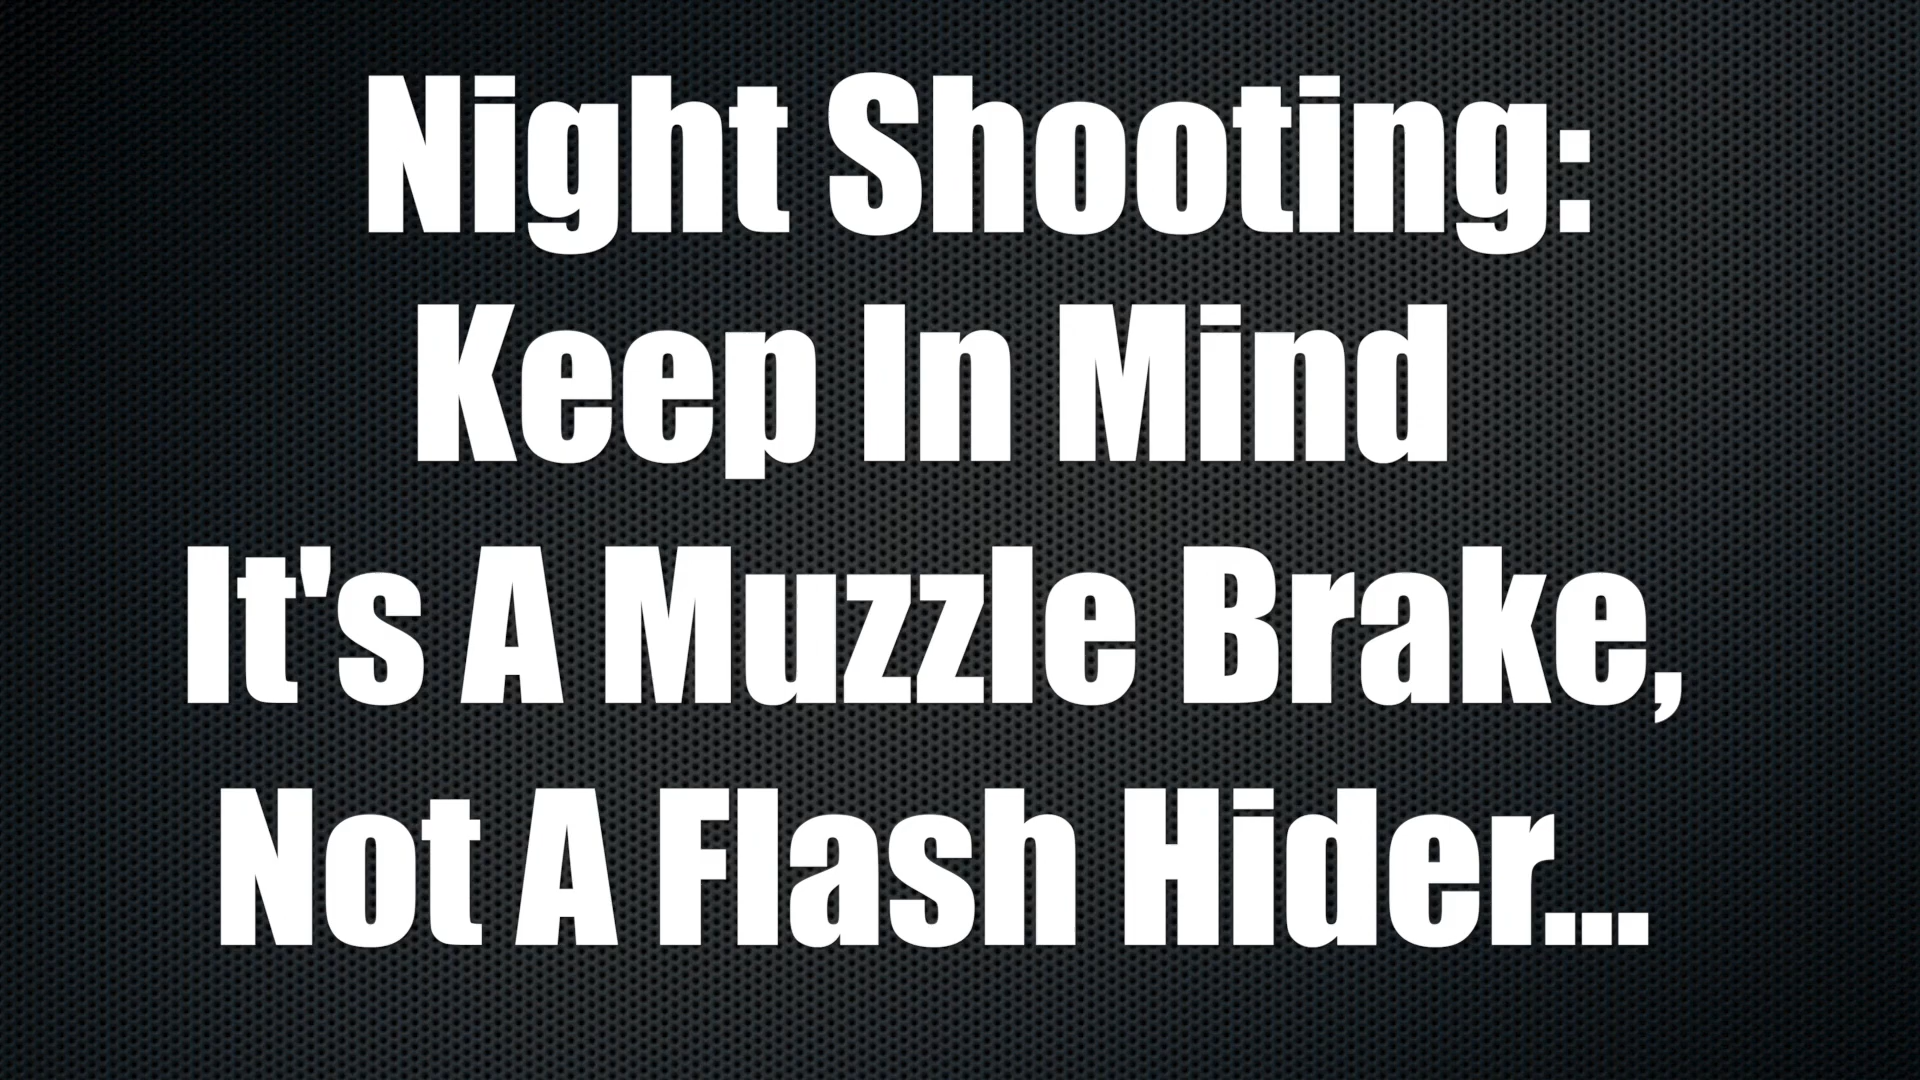 Night Shooting:
Keep In Mind
It's A Muzzle Brake,
Not A Flash Hider...